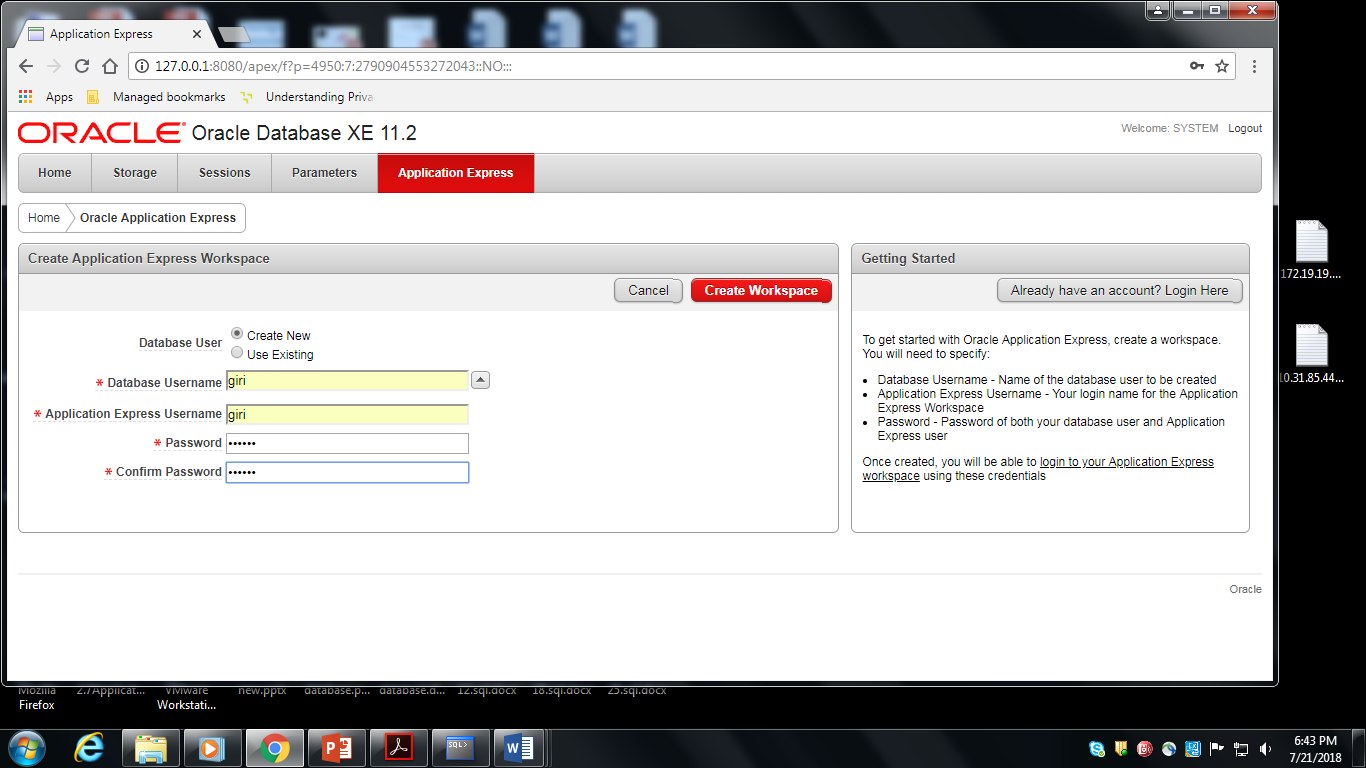 Application Express
127.0.0.1:8080/apex/f?p=4950:7:2790904553272043::NO:::
Apps Managed bookmarks Understanding Priva
ORACLE Oracle Database XE 11.2
Welcome: SYSTEM Logout
Home Storage Sessions Parameters Application Express
Home Oracle Application Express
Create Application Express Workspace
Cancel Create Workspace
Database User
Create New
Use Existing
* Database Username giri
* Application Express Username giri
* Password ••••••
* Confirm Password ••••••
Getting Started
Already have an account? Login Here
To get started with Oracle Application Express, create a workspace.
You will need to specify:
• Database Username - Name of the database user to be created
• Application Express Username - Your login name for the Application
Express Workspace
• Password - Password of both your database user and Application
Express user
Once created, you will be able to login to your Application Express
workspace using these credentials
Oracle
172.19.19....
10.31.85.44...
Mozilla
Firefox
2.7Applicat...
VMware
Workstati...
new.pptx
database.p...
database.d...
12.sql.docx
18.sql.docx
25.sql.docx
SQL>
6:43 PM
7/21/2018